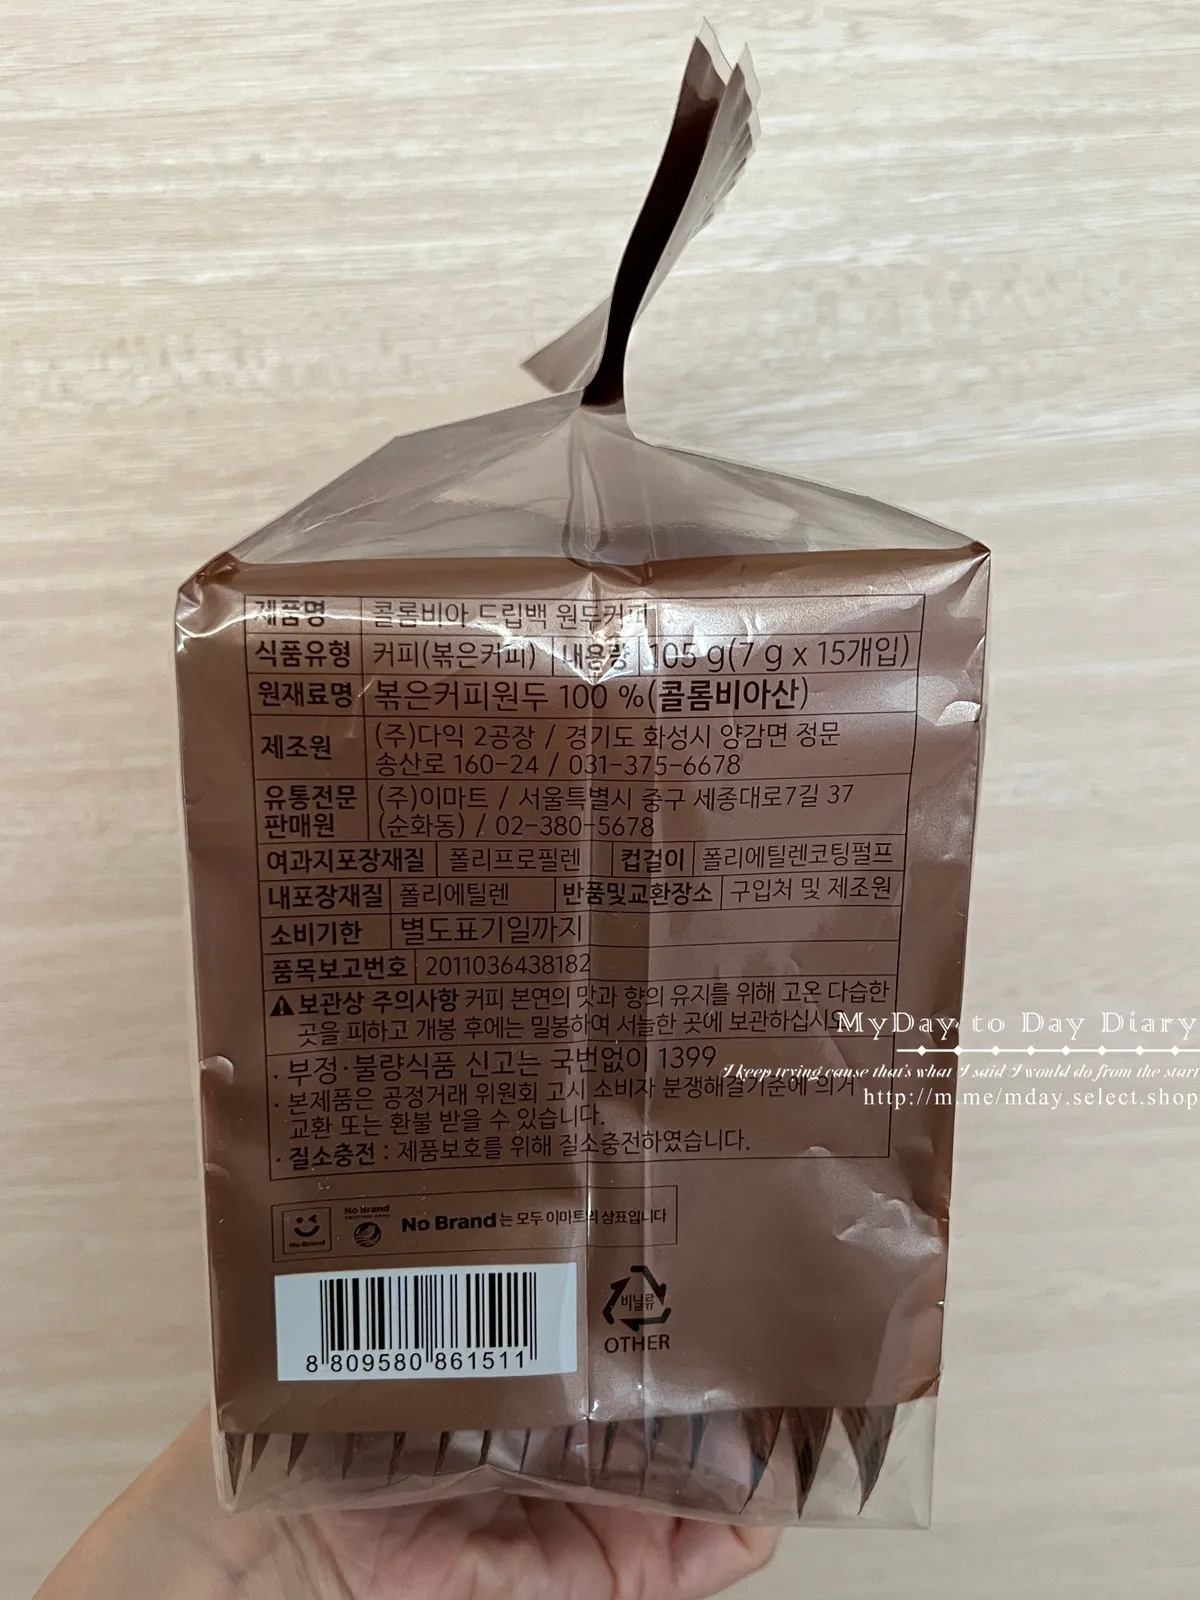 제품명 콜롬비아 드립백 원두커피
식품유형 커피(볶은커피) 내용량 105 g(7 g x 15개입)
원재료명 볶은커피원두 100 %(콜롬비아산)
제조원 (주)다익 2공장 / 경기도 화성시 양감면 정문
송산로 160-24 / 031-375-6678
유통전문 (주)이마트 / 서울특별시 중구 세종대로7길 37
판매원 (순화동) / 02-380-5678
여과지포장재질 폴리프로필렌 컵걸이 폴리에틸렌코팅펄프
내포장재질 폴리에틸렌 반품및교환장소 구입처 및 제조원
소비기한 별도표기일까지
품목보고번호 2011036438182
보관상 주의사항 커피 본연의 맛과 향의 유지를 위해 고온 다습한
곳을 피하고 개봉 후에는 밀봉하여 서늘한 곳에 보관하십시오
· 부정·불량식품 신고는 국번없이 1399
· 본제품은 공정거래 위원회 고시 소비자 분쟁해결기준에 의거
교환 또는 환불 받을 수 있습니다.
· 질소충전 : 제품보호를 위해 질소충전하였습니다.
MyDay to Day Diary
I keep trying cause that's what I said I would do from the start
http://m.me/mday.select.shop
No Brand
No Brand
No Brand는 모두 이마트의 상표입니다
8 809580 861511
비닐류
OTHER